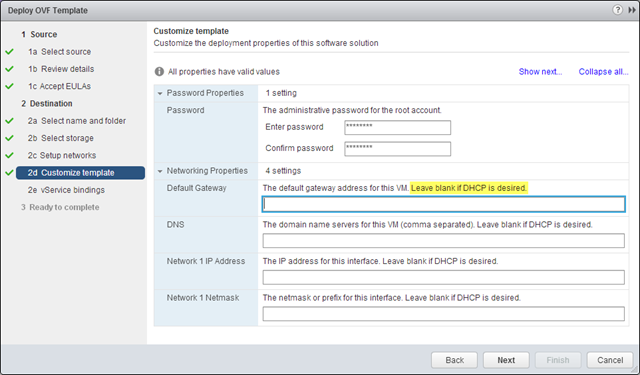 Deploy OVF Template
1 Source
1a Select source
1b Review details
1c Accept EULAs
2 Destination
2a Select name and folder
2b Select storage
2c Setup networks
2d Customize template
2e vService bindings
3 Ready to complete
Customize template
Customize the deployment properties of this software solution
All properties have valid values
Show next...
Collapse all...
Password Properties
1 setting
Password
The administrative password for the root account.
Enter password
********
Confirm password
********
Networking Properties
4 settings
Default Gateway
The default gateway address for this VM. Leave blank if DHCP is desired.
DNS
The domain name servers for this VM (comma separated). Leave blank if DHCP is desired.
Network 1 IP Address
The IP address for this interface. Leave blank if DHCP is desired.
Network 1 Netmask
The netmask or prefix for this interface. Leave blank if DHCP is desired.
Back
Next
Finish
Cancel